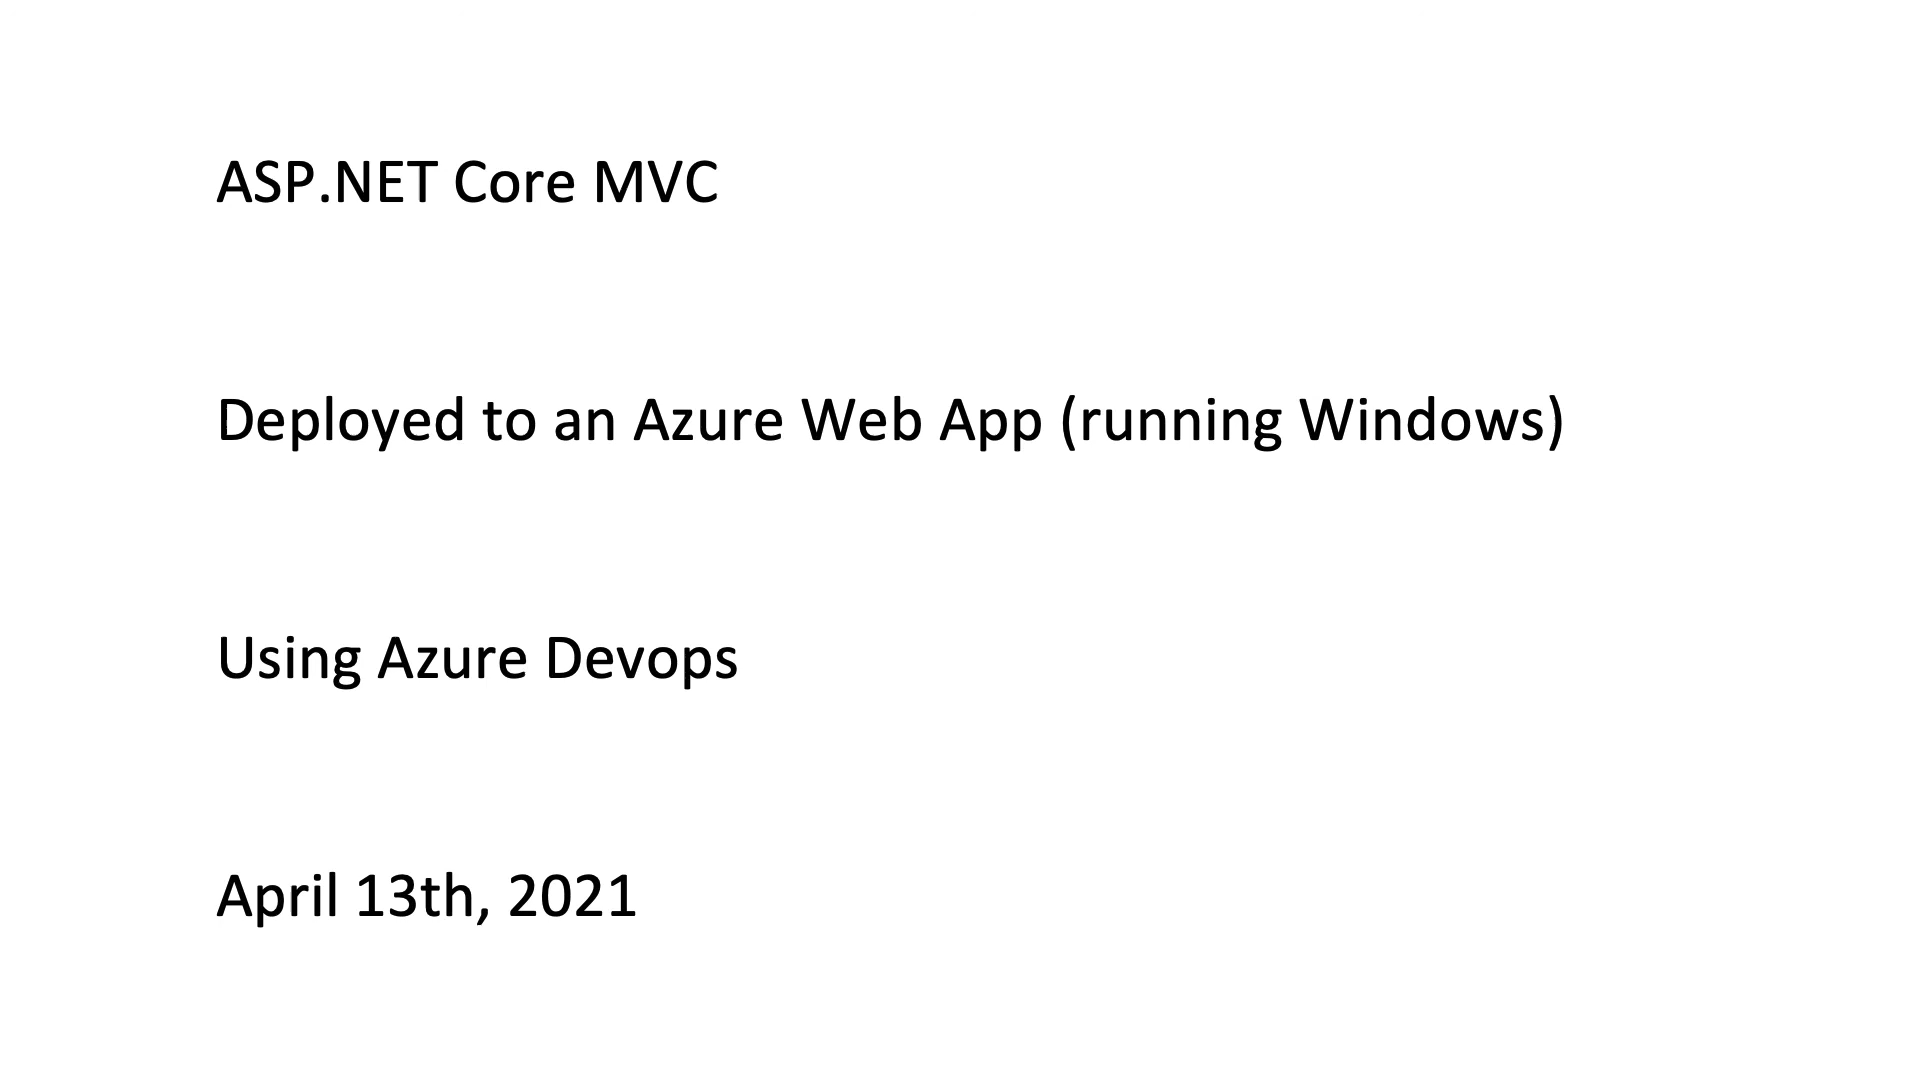 ASP.NET Core MVC
Deployed to an Azure Web App (running Windows)
Using Azure Devops
April 13th, 2021